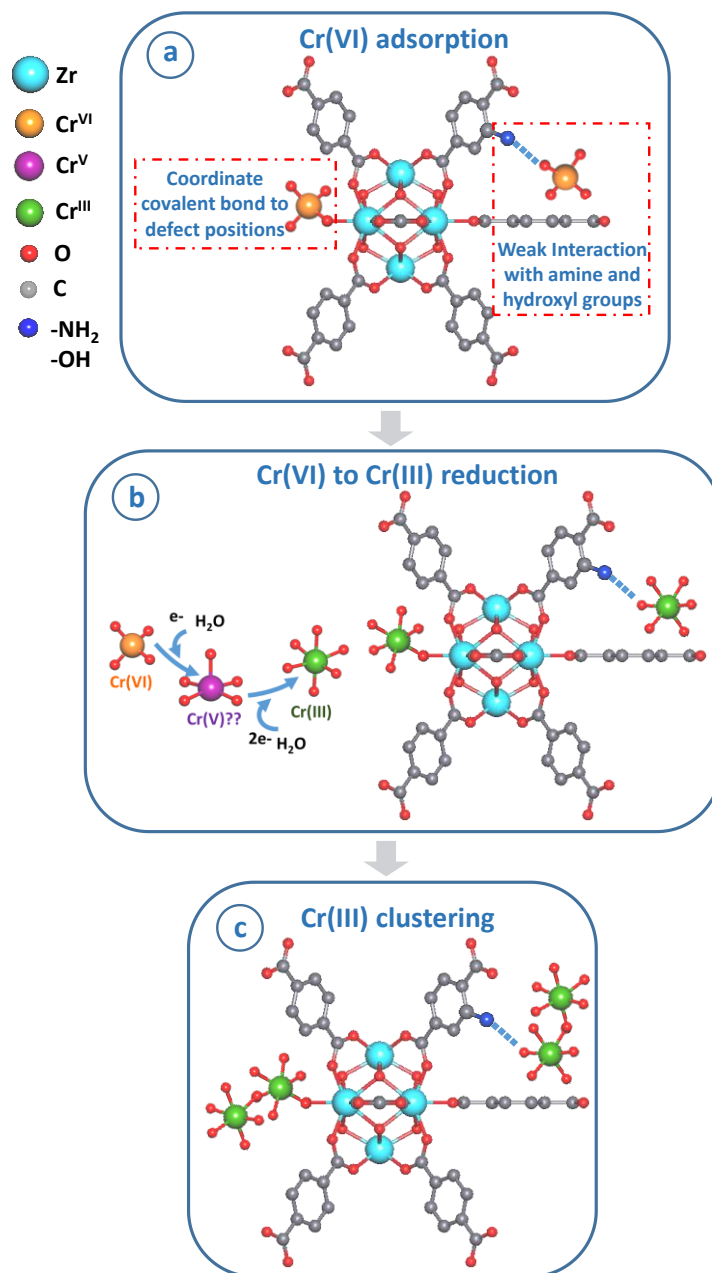 a
Cr(VI) adsorption
Zr
Cr^VI
Cr^V
Cr^III
O
C
-NH₂
-OH
Coordinate
covalent bond to
defect positions
Weak Interaction
with amine and
hydroxyl groups
b
Cr(VI) to Cr(III) reduction
e- H₂O
Cr(VI)
Cr(V)??
Cr(III)
2e- H₂O
c
Cr(III) clustering